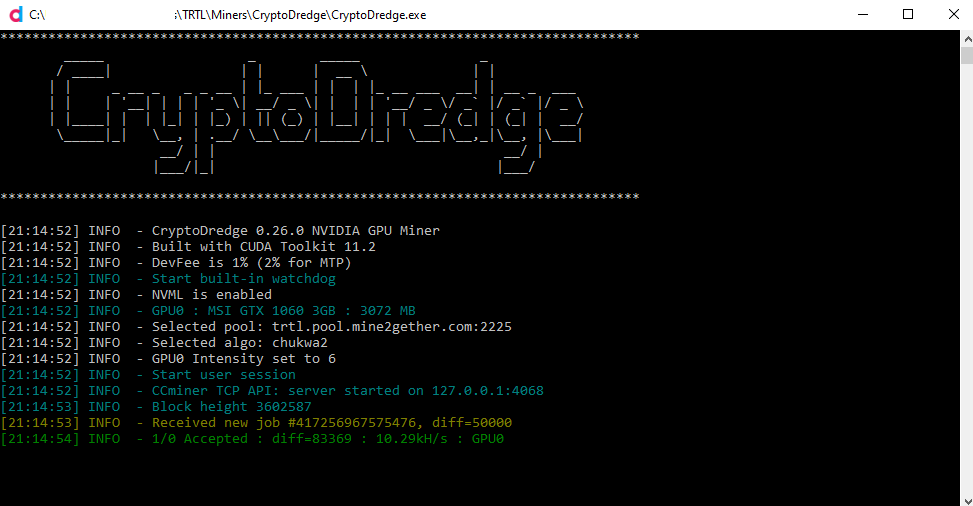 C:\ :\TRTL\Miners\CryptoDredge\CryptoDredge.exe
*******************************************************************************
CryptoDredge
*******************************************************************************
[21:14:52] INFO  - CryptoDredge 0.26.0 NVIDIA GPU Miner
[21:14:52] INFO  - Built with CUDA Toolkit 11.2
[21:14:52] INFO  - DevFee is 1% (2% for MTP)
[21:14:52] INFO  - Start built-in watchdog
[21:14:52] INFO  - NVML is enabled
[21:14:52] INFO  - GPU0 : MSI GTX 1060 3GB : 3072 MB
[21:14:52] INFO  - Selected pool: trtl.pool.mine2gether.com:2225
[21:14:52] INFO  - Selected algo: chukwa2
[21:14:52] INFO  - GPU0 Intensity set to 6
[21:14:52] INFO  - Start user session
[21:14:52] INFO  - CCminer TCP API: server started on 127.0.0.1:4068
[21:14:53] INFO  - Block height 3602587
[21:14:53] INFO  - Received new job #417256967575476, diff=50000
[21:14:54] INFO  - 1/0 Accepted : diff=83369 : 10.29kH/s : GPU0